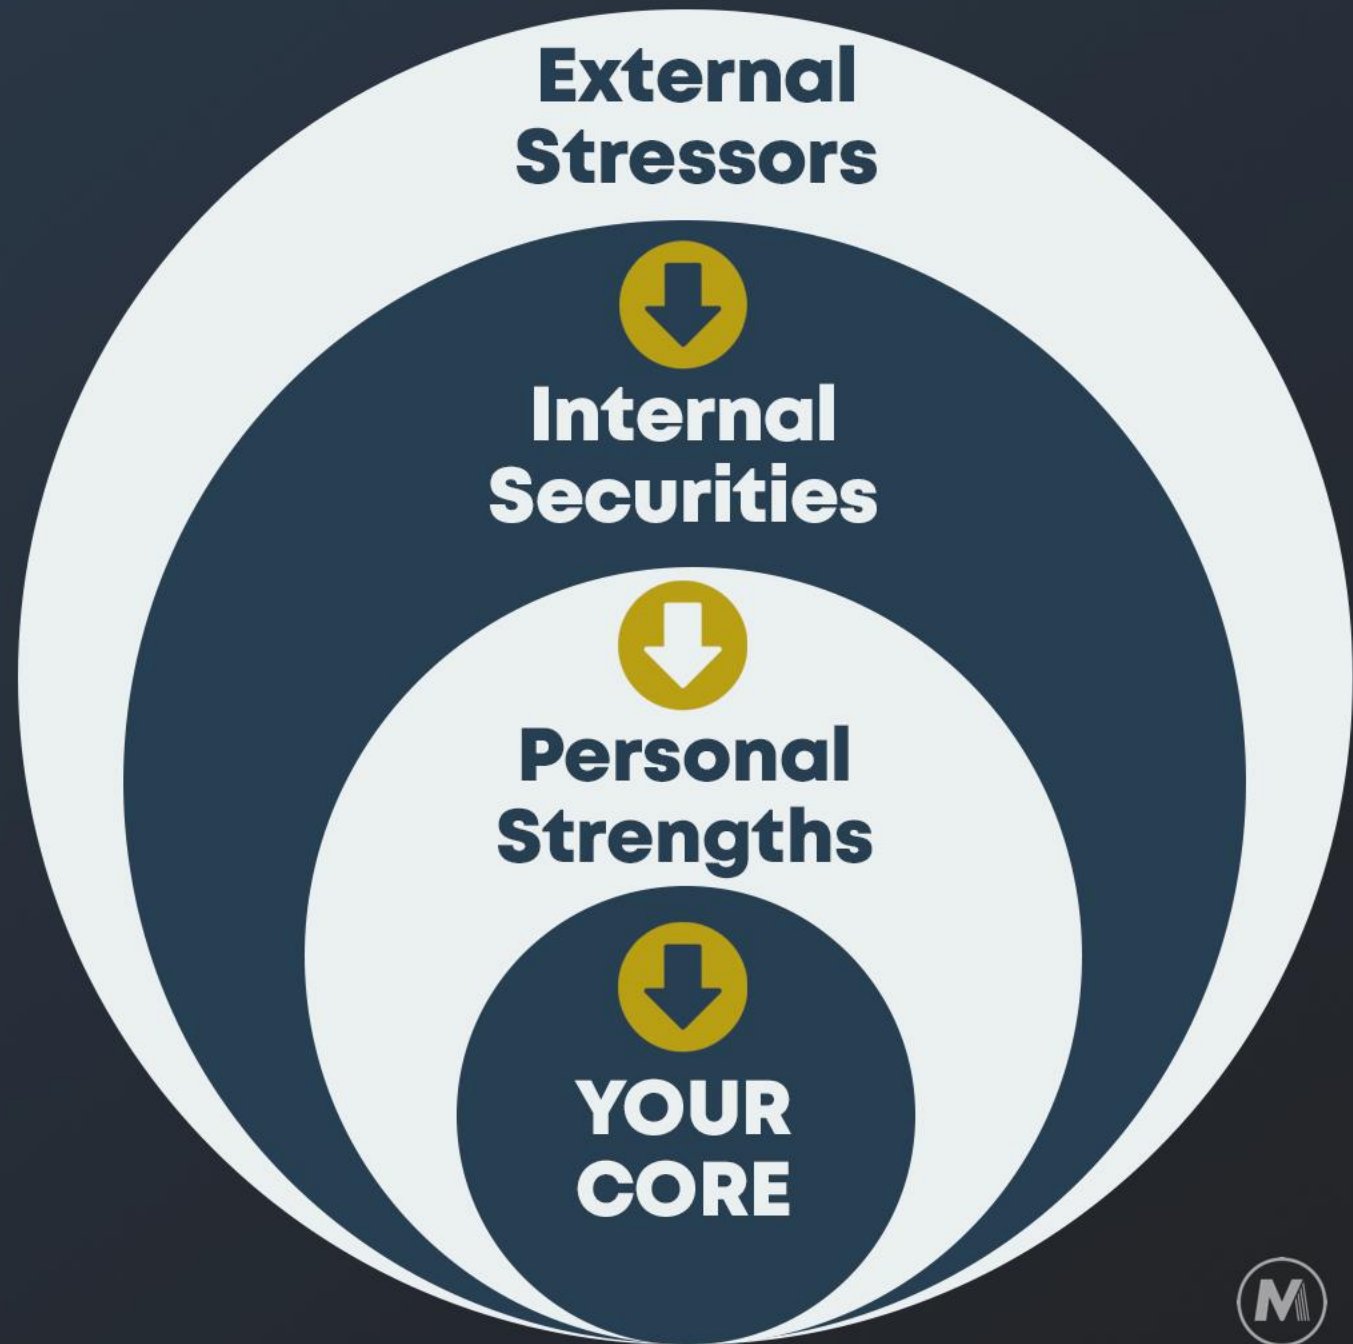 External
Stressors
Internal
Securities
Personal
Strengths
YOUR
CORE
M